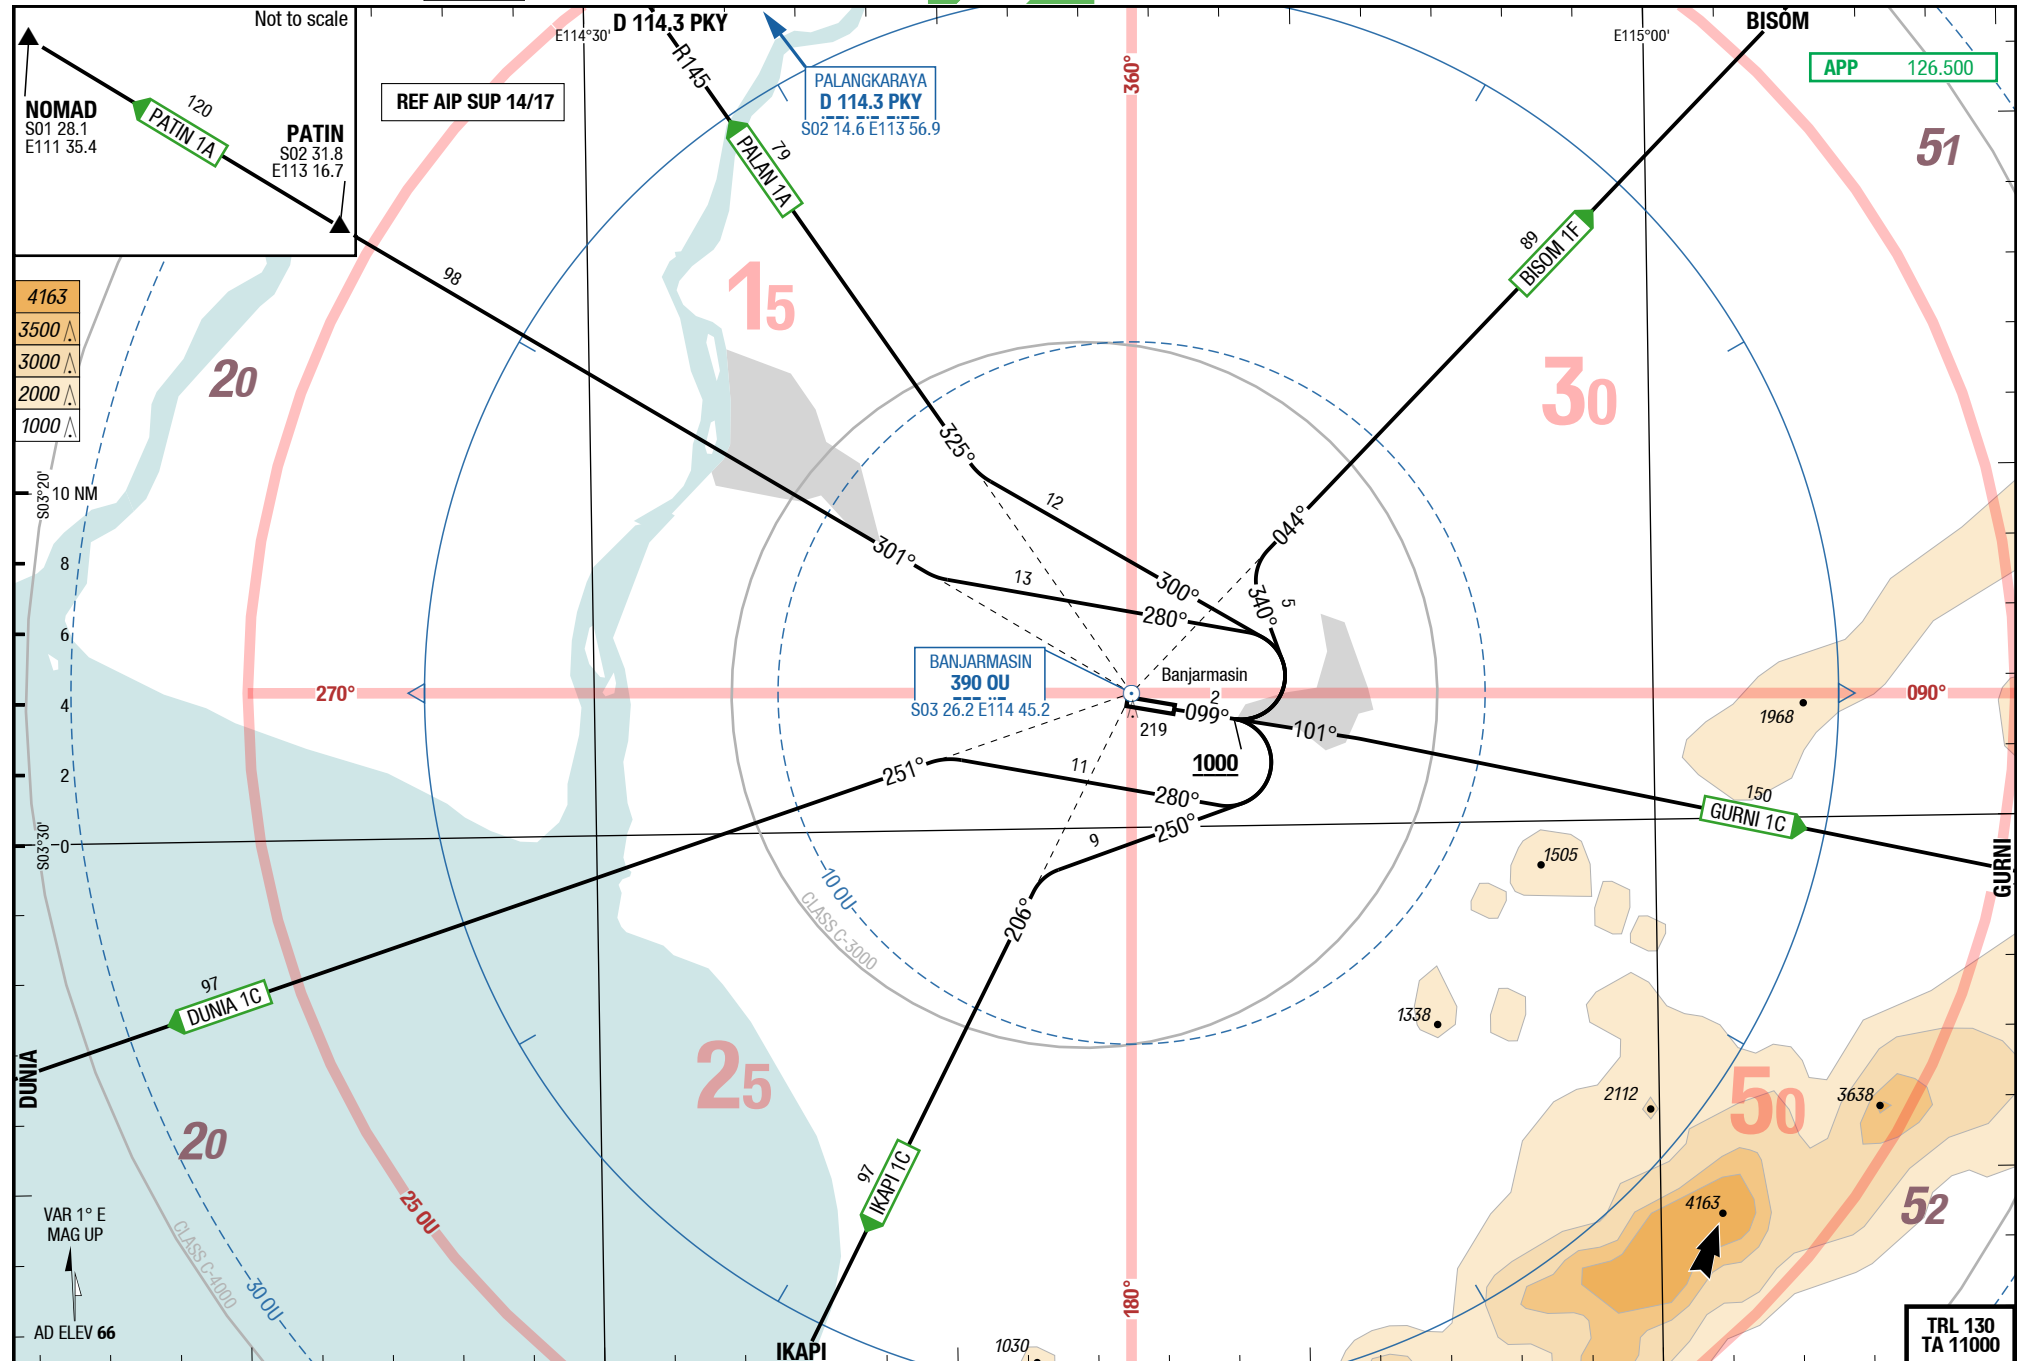 Not to scale
NOMAD
S01 28.1
E111 35.4
120
PATIN 1A
PATIN
S02 31.8
E113 16.7
REF AIP SUP 14/17
E114°30'
D 114.3 PKY
R145
PALANGKARAYA
D 114.3 PKY
S02 14.6 E113 56.9
79
PALAN 1A
360°
E115°00'
BISOM
APP 126.500
51
89
BISOM 1F
98
15
4163
3500
3000
2000
1000
20
30
325°
12
S03°20'
10 NM
8
6
4
2
0
S03°30'
301°
13
300°
280°
044°
340°
5
270°
BANJARMASIN
390 OU
S03 26.2 E114 45.2
Banjarmasin
2
099°
219
101°
1000
090°
1968
251°
11
280°
250°
9
150
GURNI 1C
GURNI
1505
10 OU
CLASS C-3000
206°
97
DUNIA 1C
DUNIA
1338
25
2112
50
3638
20
97
IKAPI 1C
4163
52
25 OU
VAR 1° E
MAG UP
CLASS C-4000
30 OU
180°
AD ELEV 66
IKAPI
1030
TRL 130
TA 11000